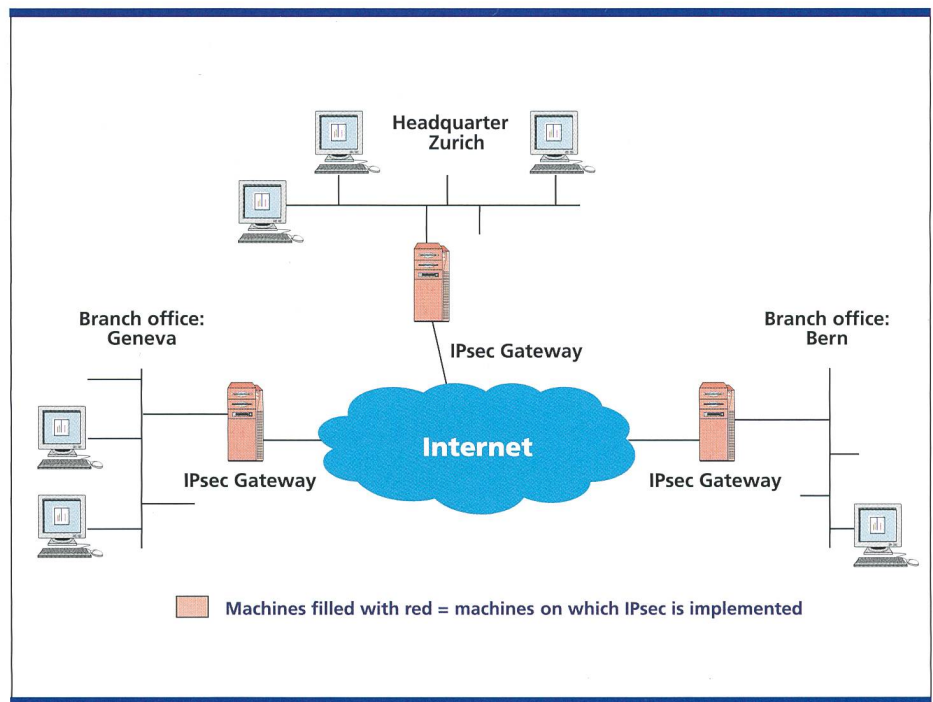 Headquarter
Zurich
Branch office:
Geneva
Branch office:
Bern
IPsec Gateway
Internet
IPsec Gateway
IPsec Gateway
Machines filled with red = machines on which IPsec is implemented